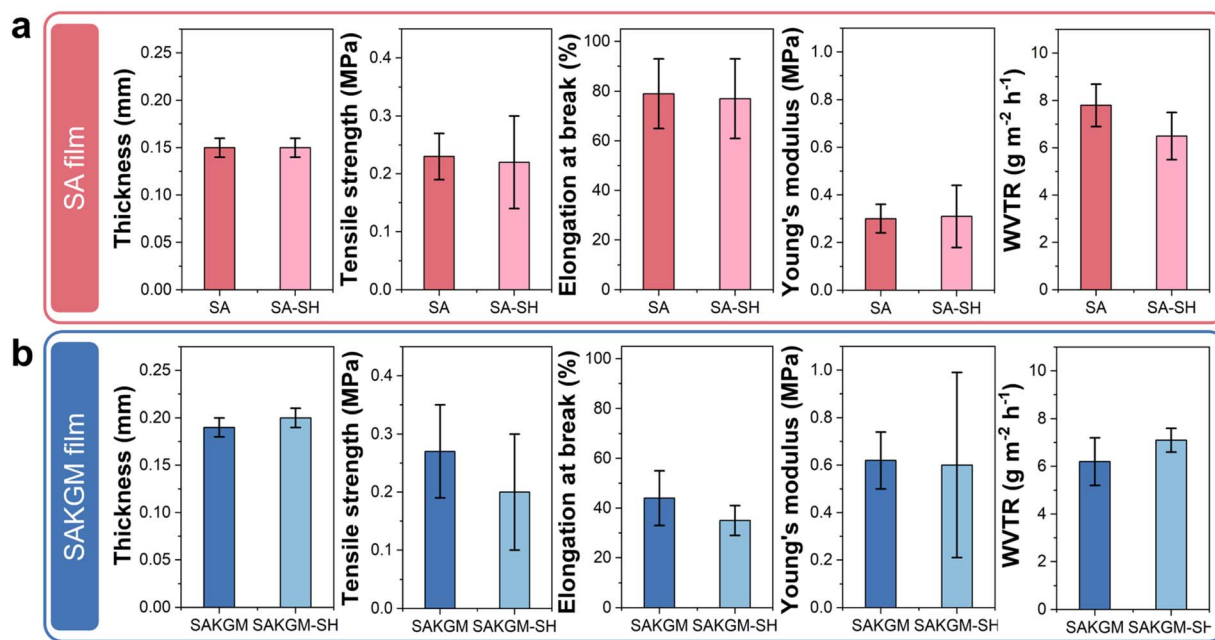 a
SA film
Thickness (mm)
0.25
0.20
0.15
0.10
0.05
0.00
SA SA-SH
Tensile strength (MPa)
0.4
0.3
0.2
0.1
0.0
SA SA-SH
Elongation at break (%)
100
80
60
40
20
0
SA SA-SH
Young's modulus (MPa)
1.0
0.8
0.6
0.4
0.2
0.0
SA SA-SH
WVTR (g m⁻² h⁻¹)
10
8
6
4
2
0
SA SA-SH
b
SAKGM film
Thickness (mm)
0.25
0.20
0.15
0.10
0.05
0.00
SAKGM SAKGM-SH
Tensile strength (MPa)
0.4
0.3
0.2
0.1
0.0
SAKGM SAKGM-SH
Elongation at break (%)
100
80
60
40
20
0
SAKGM SAKGM-SH
Young's modulus (MPa)
1.0
0.8
0.6
0.4
0.2
0.0
SAKGM SAKGM-SH
WVTR (g m⁻² h⁻¹)
10
8
6
4
2
0
SAKGM SAKGM-SH